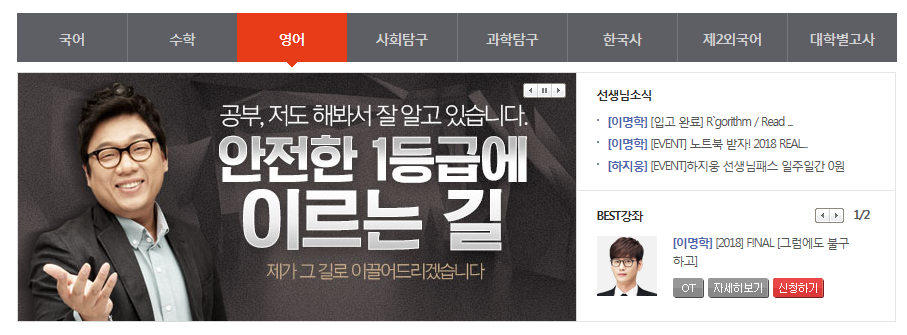 국어
수학
영어
사회탐구
과학탐구
한국사
제2외국어
대학별고사
공부, 저도 해봐서 잘 알고 있습니다.
안전한 1등급에
이르는 길
제가 그 길로 이끌어드리겠습니다
선생님소식
[이명학] [입고 완료] R`gorithm / Read ...
[이명학] [EVENT] 노트북 받자! 2018 REAL...
[하지웅] [EVENT]하지웅 선생님패스 일주일간 0원
BEST강좌
1/2
[이명학] [2018] FINAL [그럼에도 불구
하고]
OT 자세히보기 신청하기